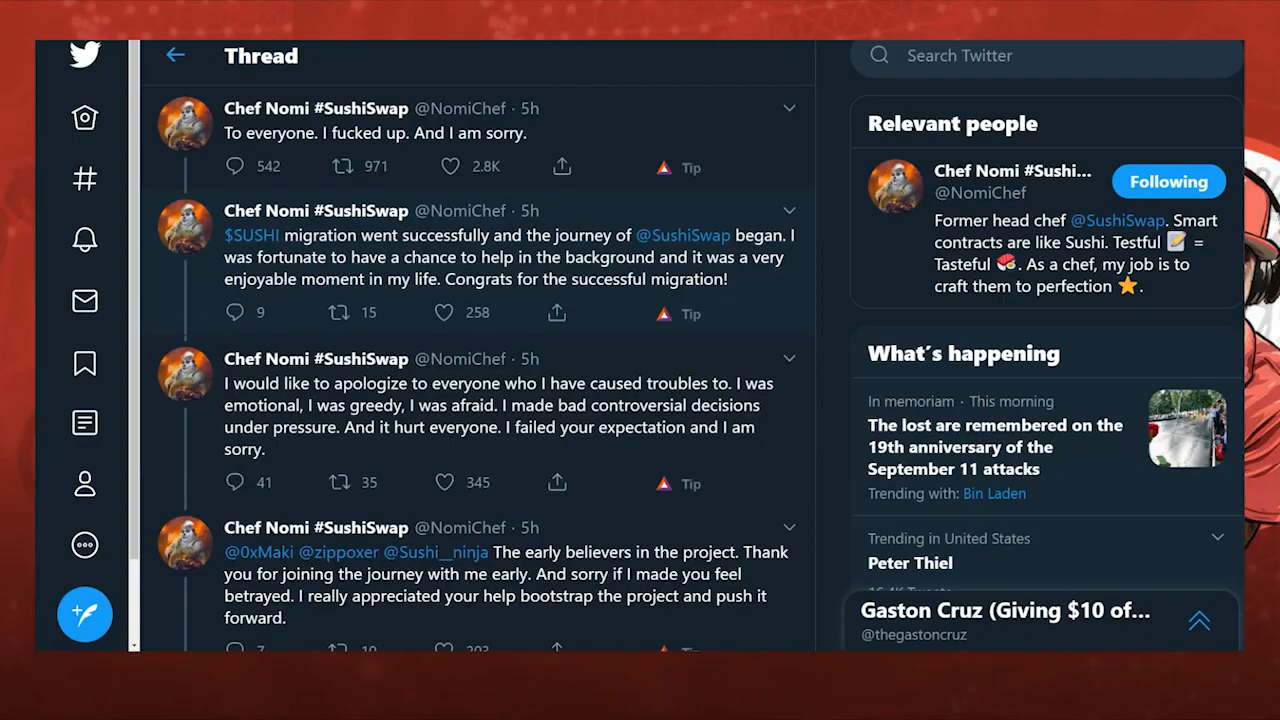 Thread
Chef Nomi #SushiSwap @NomiChef · 5h
To everyone. I fucked up. And I am sorry.
542 971 2.8K Tip
Chef Nomi #SushiSwap @NomiChef · 5h
$SUSHI migration went successfully and the journey of @SushiSwap began. I
was fortunate to have a chance to help in the background and it was a very
enjoyable moment in my life. Congrats for the successful migration!
9 15 258 Tip
Chef Nomi #SushiSwap @NomiChef · 5h
I would like to apologize to everyone who I have caused troubles to. I was
emotional, I was greedy, I was afraid. I made bad controversial decisions
under pressure. And it hurt everyone. I failed your expectation and I am
sorry.
41 35 345 Tip
Chef Nomi #SushiSwap @NomiChef · 5h
@0xMaki @zippoxer @Sushi__ninja The early believers in the project. Thank
you for joining the journey with me early. And sorry if I made you feel
betrayed. I really appreciated your help bootstrap the project and push it
forward.
Search Twitter
Relevant people
Chef Nomi #Sushi...
Following
@NomiChef
Former head chef @SushiSwap. Smart
contracts are like Sushi. Testful 📝 =
Tasteful 🍣. As a chef, my job is to
craft them to perfection ⭐.
What's happening
In memoriam · This morning
The lost are remembered on the
19th anniversary of the
September 11 attacks
Trending with: Bin Laden
Trending in United States
Peter Thiel
Gaston Cruz (Giving $10 of...
@thegastoncruz